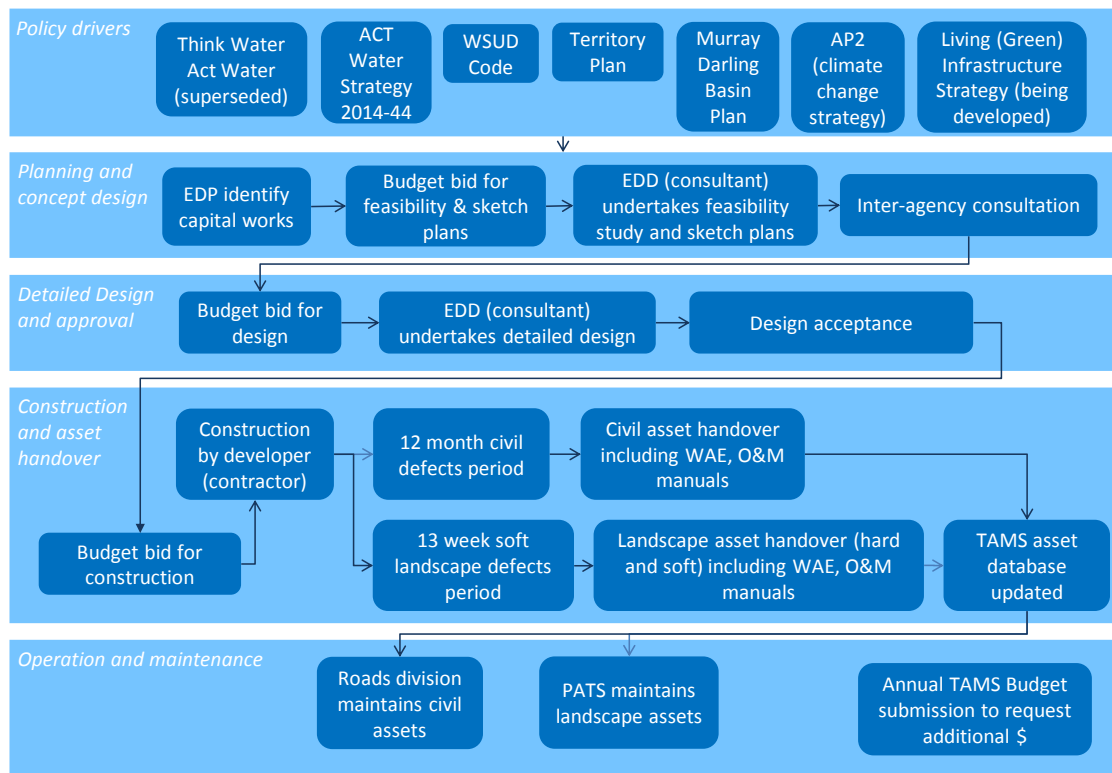 Policy drivers
Think Water
Act Water
(superseded)
ACT
Water
Strategy
2014-44
WSUD
Code
Territory
Plan
Murray
Darling
Basin
Plan
AP2
(climate
change
strategy)
Living (Green)
Infrastructure
Strategy (being
developed)
Planning and
concept design
EDP identify
capital works
Budget bid for
feasibility & sketch
plans
EDD (consultant)
undertakes feasibility
study and sketch plans
Inter-agency consultation
Detailed Design
and approval
Budget bid for
design
EDD (consultant)
undertakes detailed design
Design acceptance
Construction
and asset
handover
Construction
by developer
(contractor)
12 month civil
defects period
Civil asset handover
including WAE, O&M
manuals
Budget bid for
construction
13 week soft
landscape defects
period
Landscape asset handover (hard
and soft) including WAE, O&M
manuals
TAMS asset
database
updated
Operation and maintenance
Roads division
maintains civil
assets
PATS maintains
landscape assets
Annual TAMS Budget
submission to request
additional $